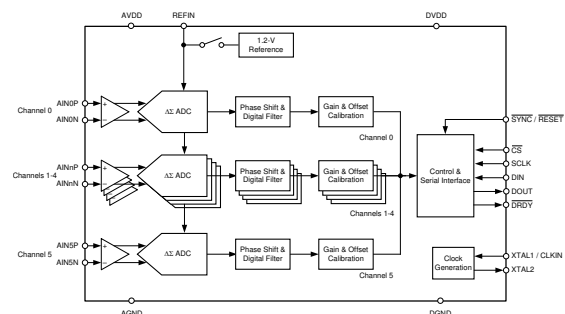 AVDD
REFIN
DVDD
1.2-V
Reference
AIN0P
Channel 0
AIN0N
ΔΣ ADC
Phase Shift &
Digital Filter
Gain & Offset
Calibration
Channel 0
SYNC / RESET
CS
SCLK
DIN
DOUT
DRDY
Control &
Serial Interface
AINnP
Channels 1-4
AINnN
ΔΣ ADC
Phase Shift &
Digital Filter
Gain & Offset
Calibration
Channels 1-4
AIN5P
Channel 5
AIN5N
ΔΣ ADC
Phase Shift &
Digital Filter
Gain & Offset
Calibration
Channel 5
Clock
Generation
XTAL1 / CLKIN
XTAL2
AGND
DGND